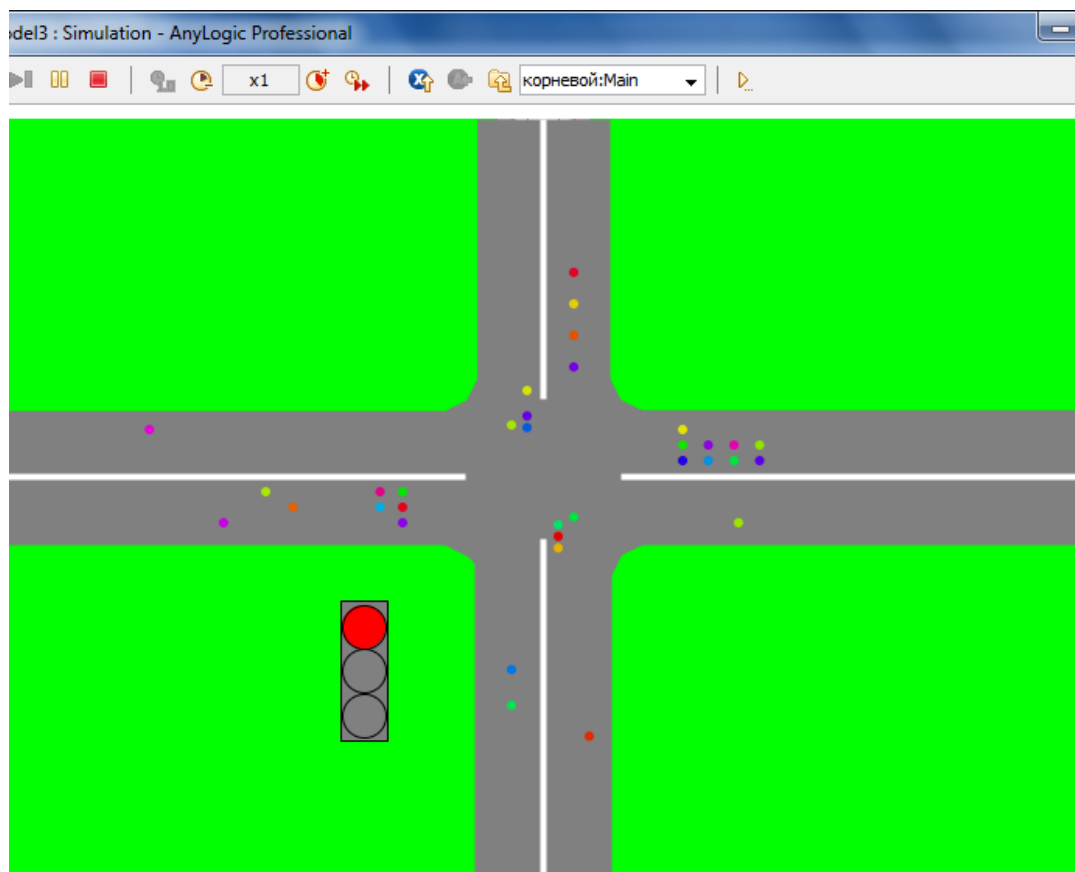 odel3 : Simulation - AnyLogic Professional
x1
корневой:Main